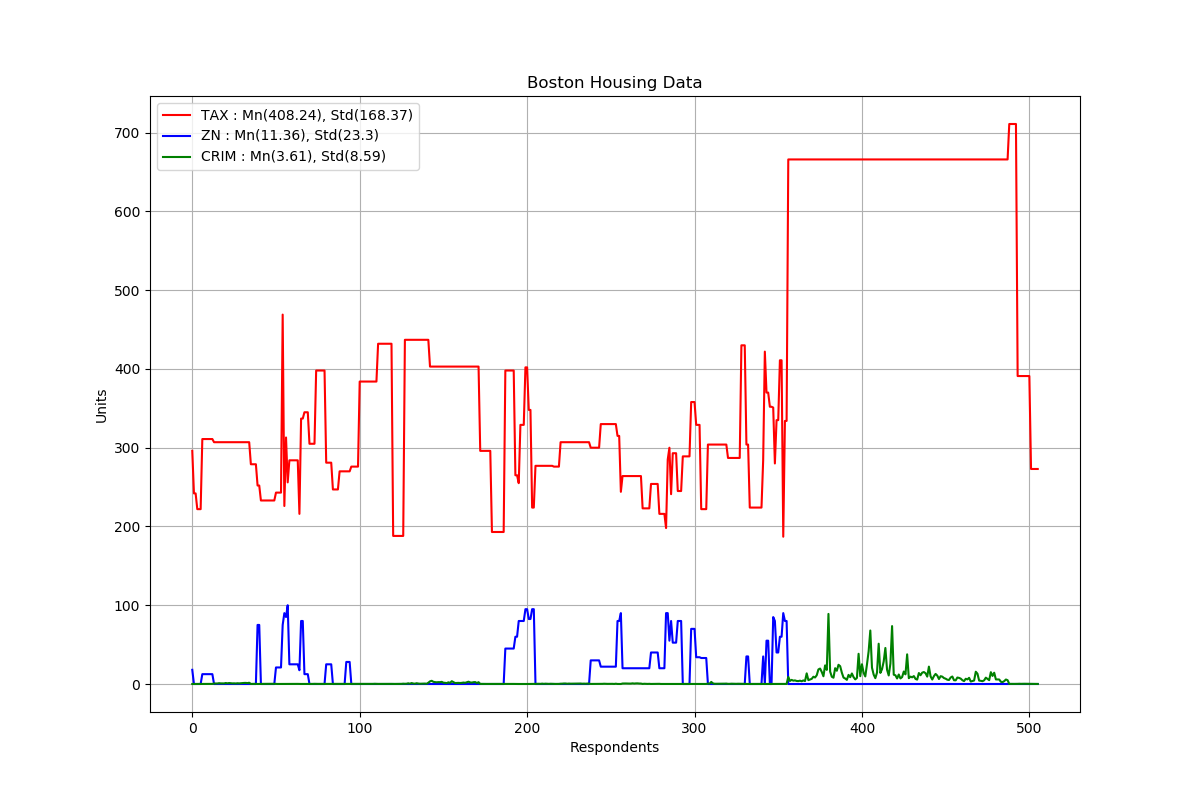 Boston Housing Data
TAX : Mn(408.24), Std(168.37)
ZN : Mn(11.36), Std(23.3)
CRIM : Mn(3.61), Std(8.59)
700
600
500
400
300
200
100
0
Units
0 100 200 300 400 500
Respondents